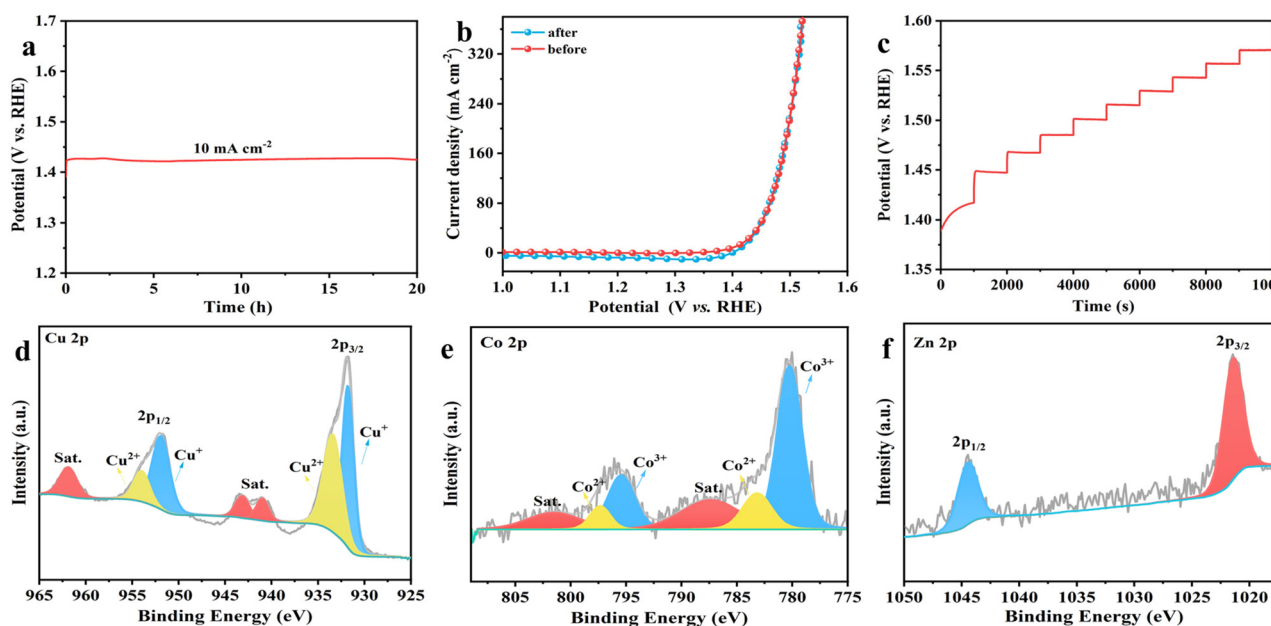 a
1.7
1.6
1.5
1.4
1.3
1.2
10 mA cm⁻²
0
5
10
15
20
Potential (V vs. RHE)
Time (h)
b
after
before
320
240
160
80
0
1.0
1.1
1.2
1.3
1.4
1.5
1.6
Current density (mA cm⁻²)
Potential (V vs. RHE)
c
1.60
1.55
1.50
1.45
1.40
1.35
0
2000
4000
6000
8000
Potential (V vs. RHE)
Time (s)
d
Cu 2p
2p₃/₂
2p₁/₂
Sat.
Cu²⁺
Cu⁺
Sat.
Cu²⁺
Cu⁺
965
960
955
950
945
940
935
930
925
Intensity (a.u.)
Binding Energy (eV)
e
Co 2p
Co³⁺
Co³⁺
Co²⁺
Sat.
Co²⁺
Sat.
805
800
795
790
785
780
775
Intensity (a.u.)
Binding Energy (eV)
f
Zn 2p
2p₃/₂
2p₁/₂
1050
1045
1040
1035
1030
1025
1020
Intensity (a.u.)
Binding Energy (eV)